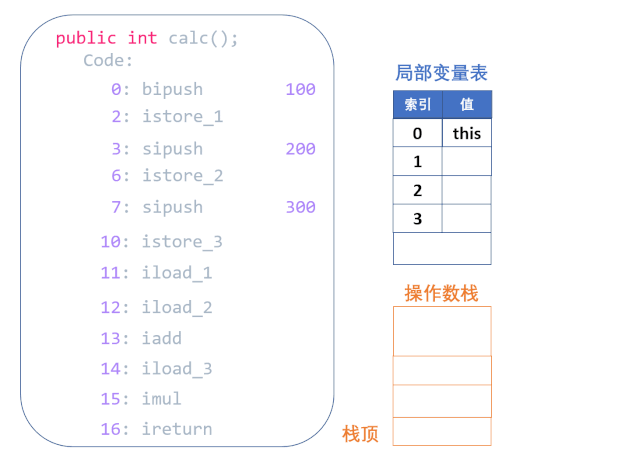 public int calc();
Code:
0: bipush 100
2: istore_1
3: sipush 200
6: istore_2
7: sipush 300
10: istore_3
11: iload_1
12: iload_2
13: iadd
14: iload_3
15: imul
16: ireturn
局部变量表
索引 值
0 this
1
2
3
操作数栈
栈顶